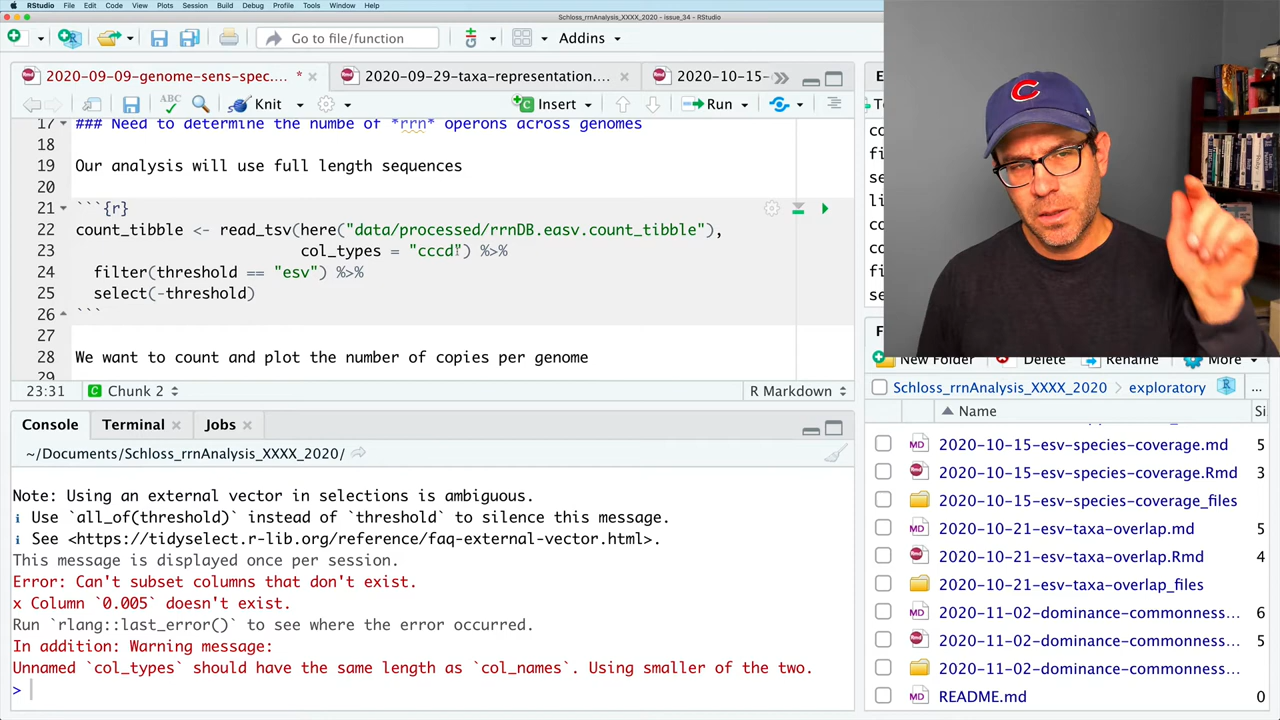 RStudio File Edit Code View Plots Session Build Debug Profile Tools Window Help
Schloss_rrnAnalysis_XXXX_2020 - issue_34 - RStudio
Go to file/function Addins
2020-09-09-genome-sens-spec.... * 2020-09-29-taxa-representation.... 2020-10-15-
ABC Knit Insert Run
17 ### Need to determine the numbe of *rrn* operons across genomes
18
19 Our analysis will use full length sequences
20
21 ```{r}
22 count_tibble <- read_tsv(here("data/processed/rrnDB.easv.count_tibble"),
23 col_types = "cccd") %>%
24 filter(threshold == "esv") %>%
25 select(-threshold)
26 ```
27
28 We want to count and plot the number of copies per genome
29
23:31 Chunk 2 R Markdown
Console Terminal Jobs
~/Documents/Schloss_rrnAnalysis_XXXX_2020/
Note: Using an external vector in selections is ambiguous.
i Use `all_of(threshold)` instead of `threshold` to silence this message.
i See <https://tidyselect.r-lib.org/reference/faq-external-vector.html>.
This message is displayed once per session.
Error: Can't subset columns that don't exist.
x Column `0.005` doesn't exist.
Run `rlang::last_error()` to see where the error occurred.
In addition: Warning message:
Unnamed `col_types` should have the same length as `col_names`. Using smaller of the two.
>
New Folder Delete Rename More
Schloss_rrnAnalysis_XXXX_2020 exploratory ...
Name Si
2020-10-15-esv-species-coverage.md 5
2020-10-15-esv-species-coverage.Rmd 3
2020-10-15-esv-species-coverage_files
2020-10-21-esv-taxa-overlap.md 5
2020-10-21-esv-taxa-overlap.Rmd 4
2020-10-21-esv-taxa-overlap_files
2020-11-02-dominance-commonness... 6
2020-11-02-dominance-commonness... 5
2020-11-02-dominance-commonness...
README.md 0